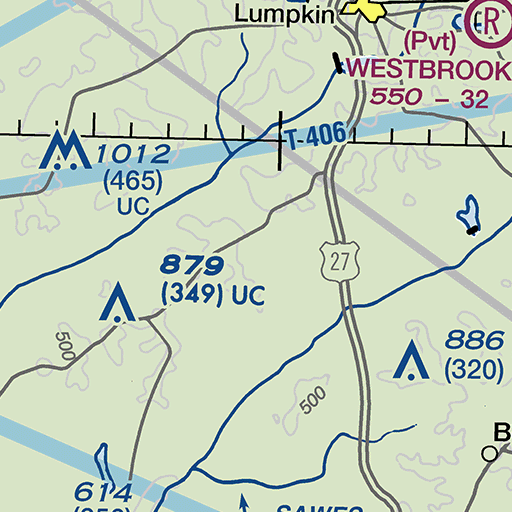 Lumpkin
R
(Pvt)
WESTBROOK
550 - 32
T-406
1012
(465)
UC
879
(349) UC
27
500
886
(320)
500
B
614